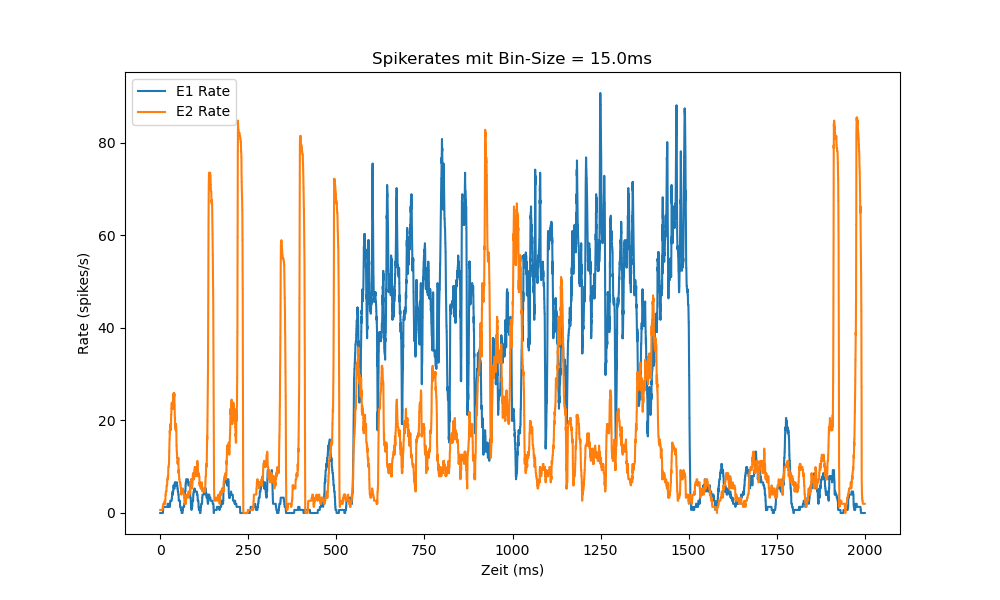 Spikerates mit Bin-Size = 15.0ms
E1 Rate
E2 Rate
Rate (spikes/s)
80
60
40
20
0
0 250 500 750 1000 1250 1500 1750 2000
Zeit (ms)